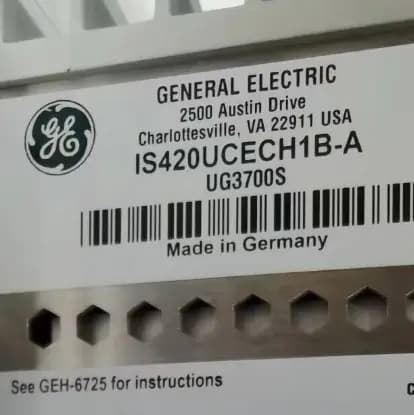 GENERAL ELECTRIC
2500 Austin Drive
Charlottesville, VA 22911 USA
IS420UCECH1B-A
UG3700S
Made in Germany
See GEH-6725 for instructions